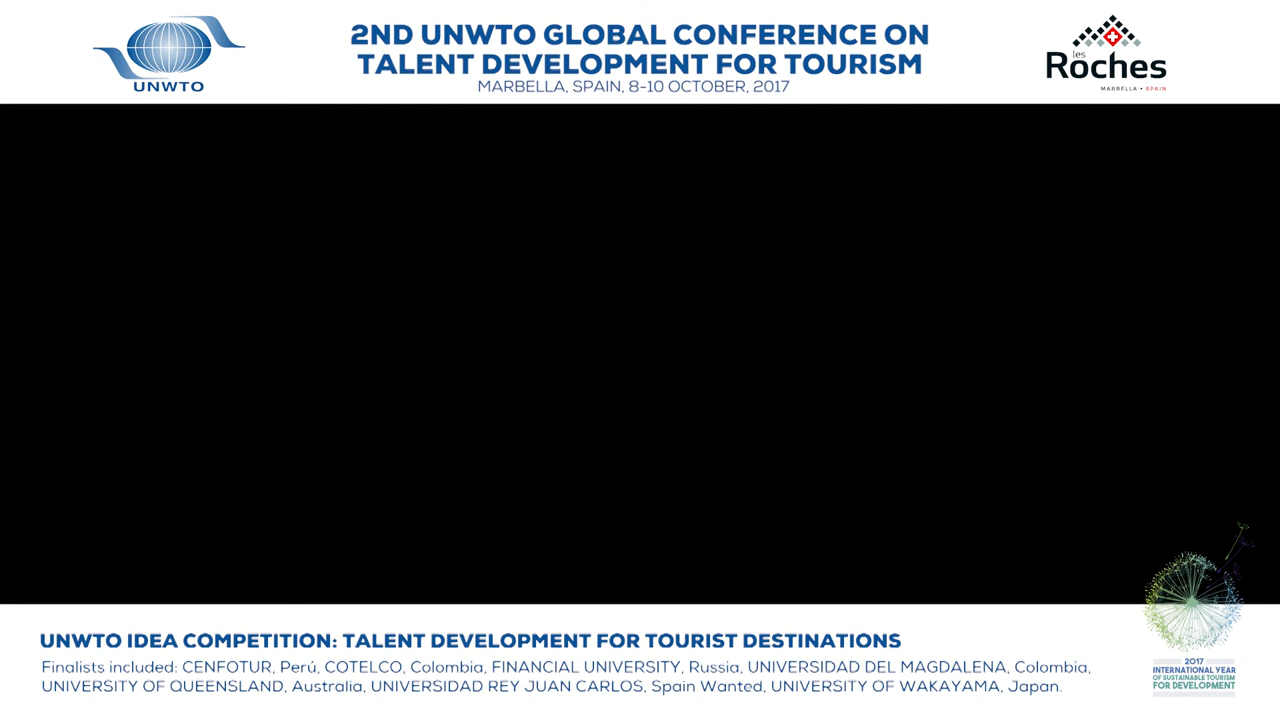 2ND UNWTO GLOBAL CONFERENCE ON
TALENT DEVELOPMENT FOR TOURISM
MARBELLA, SPAIN, 8-10 OCTOBER, 2017
UNWTO
les
Roches
MARBELLA • SPAIN
UNWTO IDEA COMPETITION: TALENT DEVELOPMENT FOR TOURIST DESTINATIONS
Finalists included: CENFOTUR, Perú, COTELCO, Colombia, FINANCIAL UNIVERSITY, Russia, UNIVERSIDAD DEL MAGDALENA, Colombia,
UNIVERSITY OF QUEENSLAND, Australia, UNIVERSIDAD REY JUAN CARLOS, Spain Wanted, UNIVERSITY OF WAKAYAMA, Japan.
2017
INTERNATIONAL YEAR
OF SUSTAINABLE TOURISM
FOR DEVELOPMENT